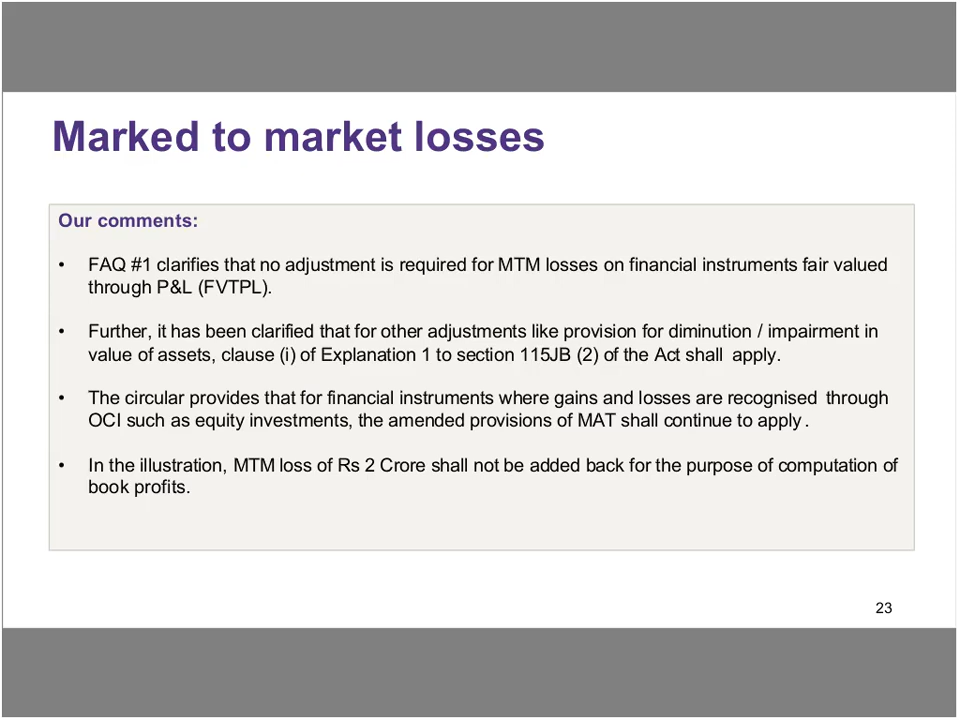 Marked to market losses
Our comments:
• FAQ #1 clarifies that no adjustment is required for MTM losses on financial instruments fair valued
through P&L (FVTPL).
• Further, it has been clarified that for other adjustments like provision for diminution / impairment in
value of assets, clause (i) of Explanation 1 to section 115JB (2) of the Act shall apply.
• The circular provides that for financial instruments where gains and losses are recognised through
OCI such as equity investments, the amended provisions of MAT shall continue to apply .
• In the illustration, MTM loss of Rs 2 Crore shall not be added back for the purpose of computation of
book profits.
23